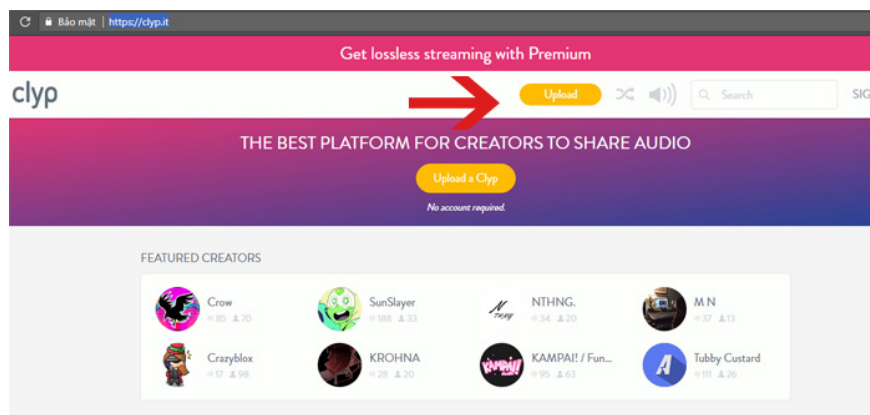 Bảo mật | https://clyp.it
Get lossless streaming with Premium
clyp
Upload
Search
SIG
THE BEST PLATFORM FOR CREATORS TO SHARE AUDIO
Upload a Clyp
No account required.
FEATURED CREATORS
Crow
85 70
SunSlayer
188 33
NTHNG.
34 20
M N
37 13
Crazyblox
17 98
KROHNA
28 20
KAMPAI!
KAMPAI! / Fun...
95 63
Tubby Custard
111 26